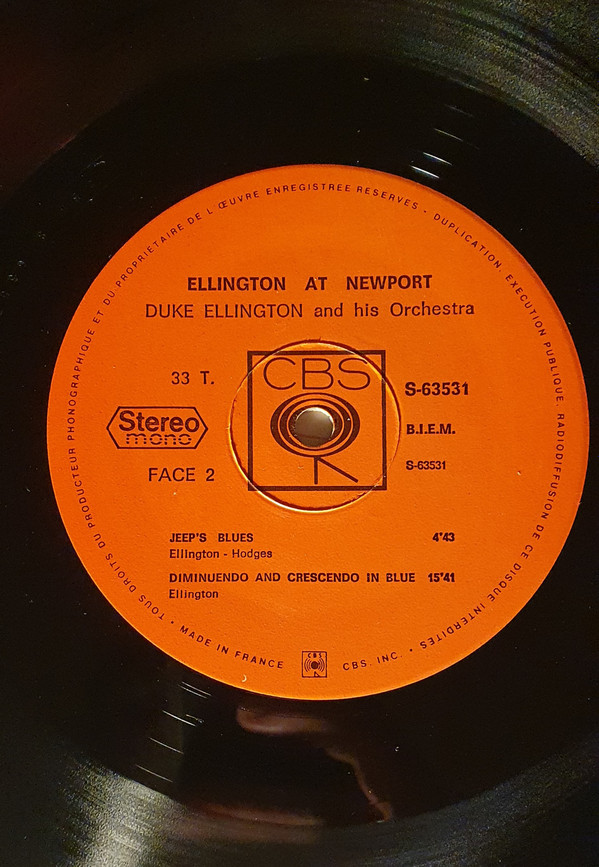 TOUS DROITS DU PRODUCTEUR PHONOGRAPHIQUE ET DU PROPRIETAIRE DE L ŒUVRE ENREGISTREE RESERVES - DUPLICATION, EXECUTION PUBLIQUE, RADIODIFFUSION DE CE DISQUE INTERDITES
ELLINGTON AT NEWPORT
DUKE ELLINGTON and his Orchestra
33 T.
CBS
S-63531
Stereo
mono
B.I.E.M.
FACE 2
S-63531
JEEP'S BLUES 4'43
Ellington - Hodges
DIMINUENDO AND CRESCENDO IN BLUE 15'41
Ellington
• MADE IN FRANCE CBS CBS. INC. •